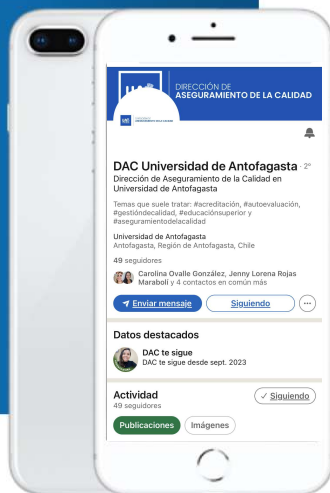 DIRECCIÓN DE
ASEGURAMIENTO DE LA CALIDAD
DAC Universidad de Antofagasta · 2º
Dirección de Aseguramiento de la Calidad en
Universidad de Antofagasta
Temas que suele tratar: #acreditación, #autoevaluación,
#gestióndecalidad, #educaciónsuperior y
#aseguramientodelacalidad
Universidad de Antofagasta
Antofagasta, Región de Antofagasta, Chile
49 seguidores
Carolina Ovalle González, Jenny Lorena Rojas
Marabolí y 4 contactos en común más
Enviar mensaje
Siguiendo
Datos destacados
DAC te sigue
DAC te sigue desde sept. 2023
Actividad
49 seguidores
✓ Siguiendo
Publicaciones
Imágenes